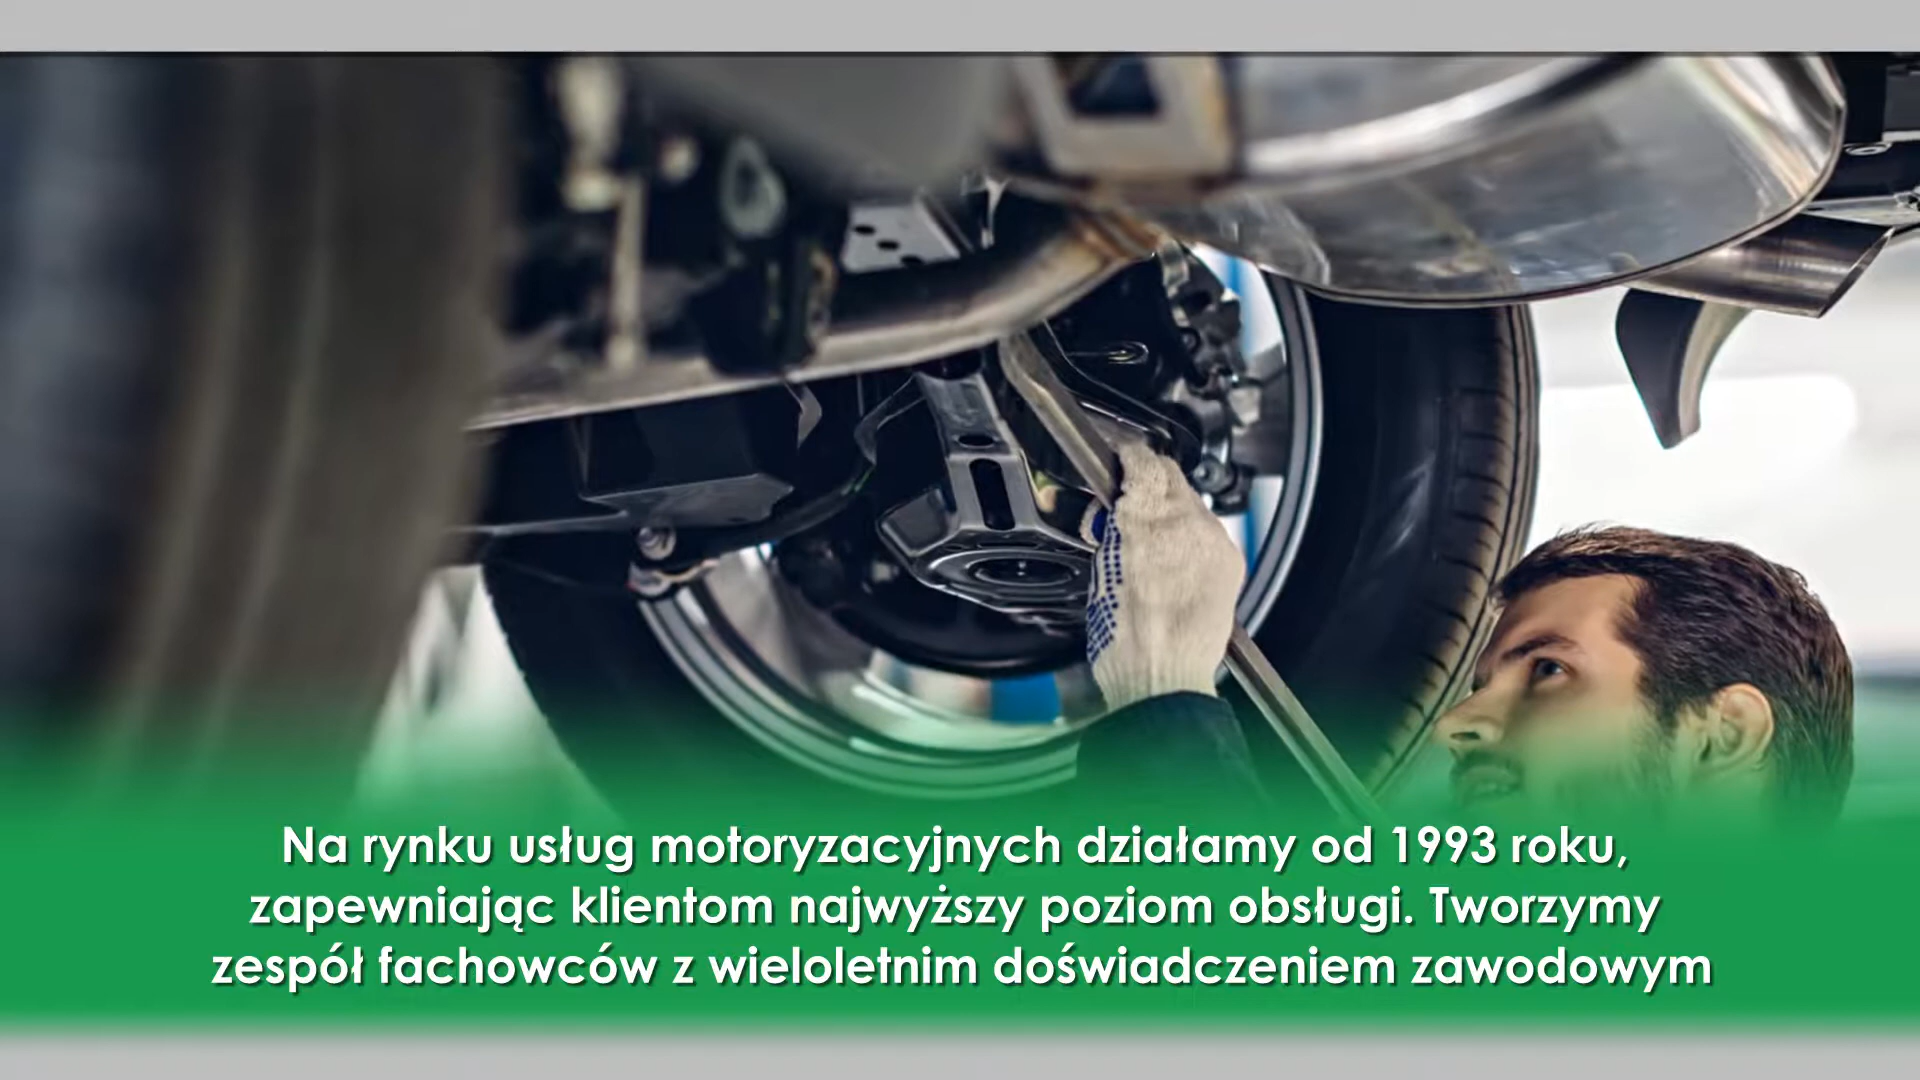 Na rynku usług motoryzacyjnych działamy od 1993 roku,
zapewniając klientom najwyższy poziom obsługi. Tworzymy
zespół fachowców z wieloletnim doświadczeniem zawodowym